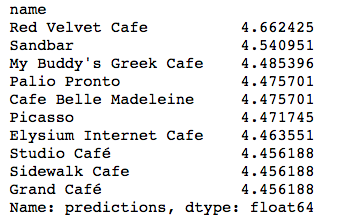 name
Red Velvet Cafe 4.662425
Sandbar 4.540951
My Buddy's Greek Cafe 4.485396
Palio Pronto 4.475701
Cafe Belle Madeleine 4.475701
Picasso 4.471745
Elysium Internet Cafe 4.463551
Studio Café 4.456188
Sidewalk Cafe 4.456188
Grand Café 4.456188
Name: predictions, dtype: float64